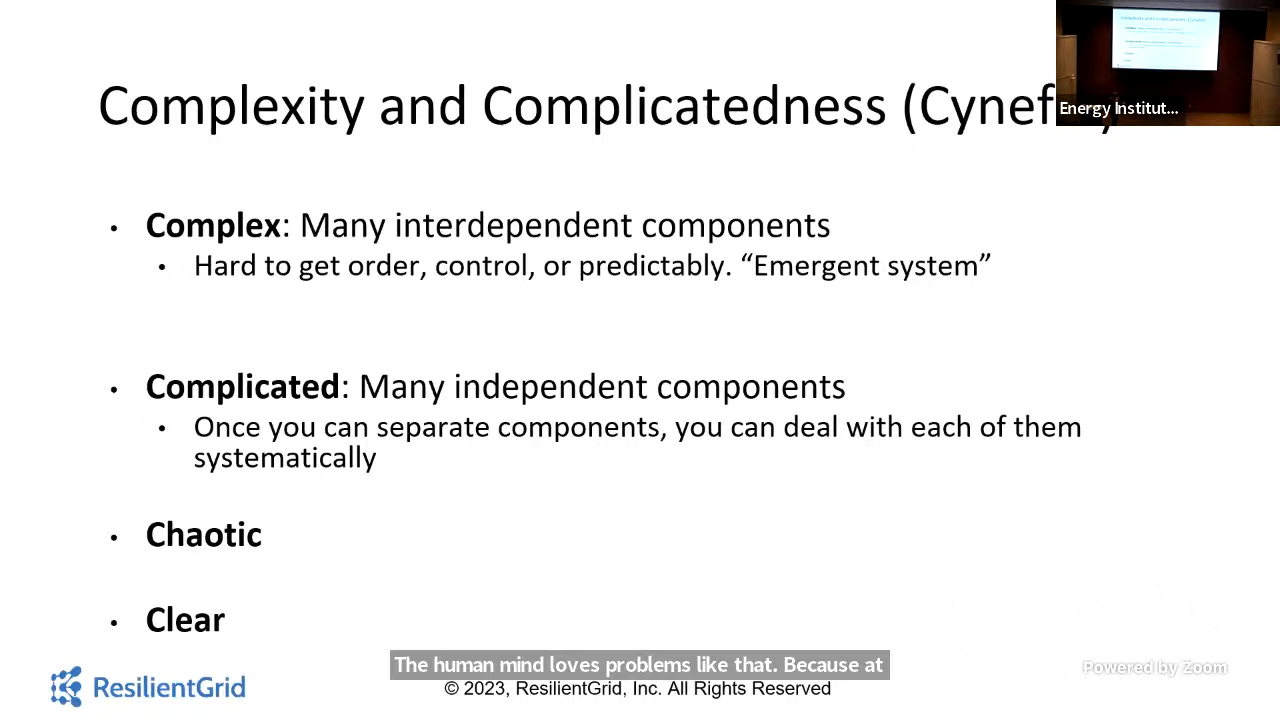 Complexity and Complicatedness (Cynef
Energy Institut...
• Complex: Many interdependent components
• Hard to get order, control, or predictably. “Emergent system”
• Complicated: Many independent components
• Once you can separate components, you can deal with each of them
systematically
• Chaotic
• Clear
The human mind loves problems like that. Because at
ResilientGrid
© 2023, ResilientGrid, Inc. All Rights Reserved
Powered by Zoom